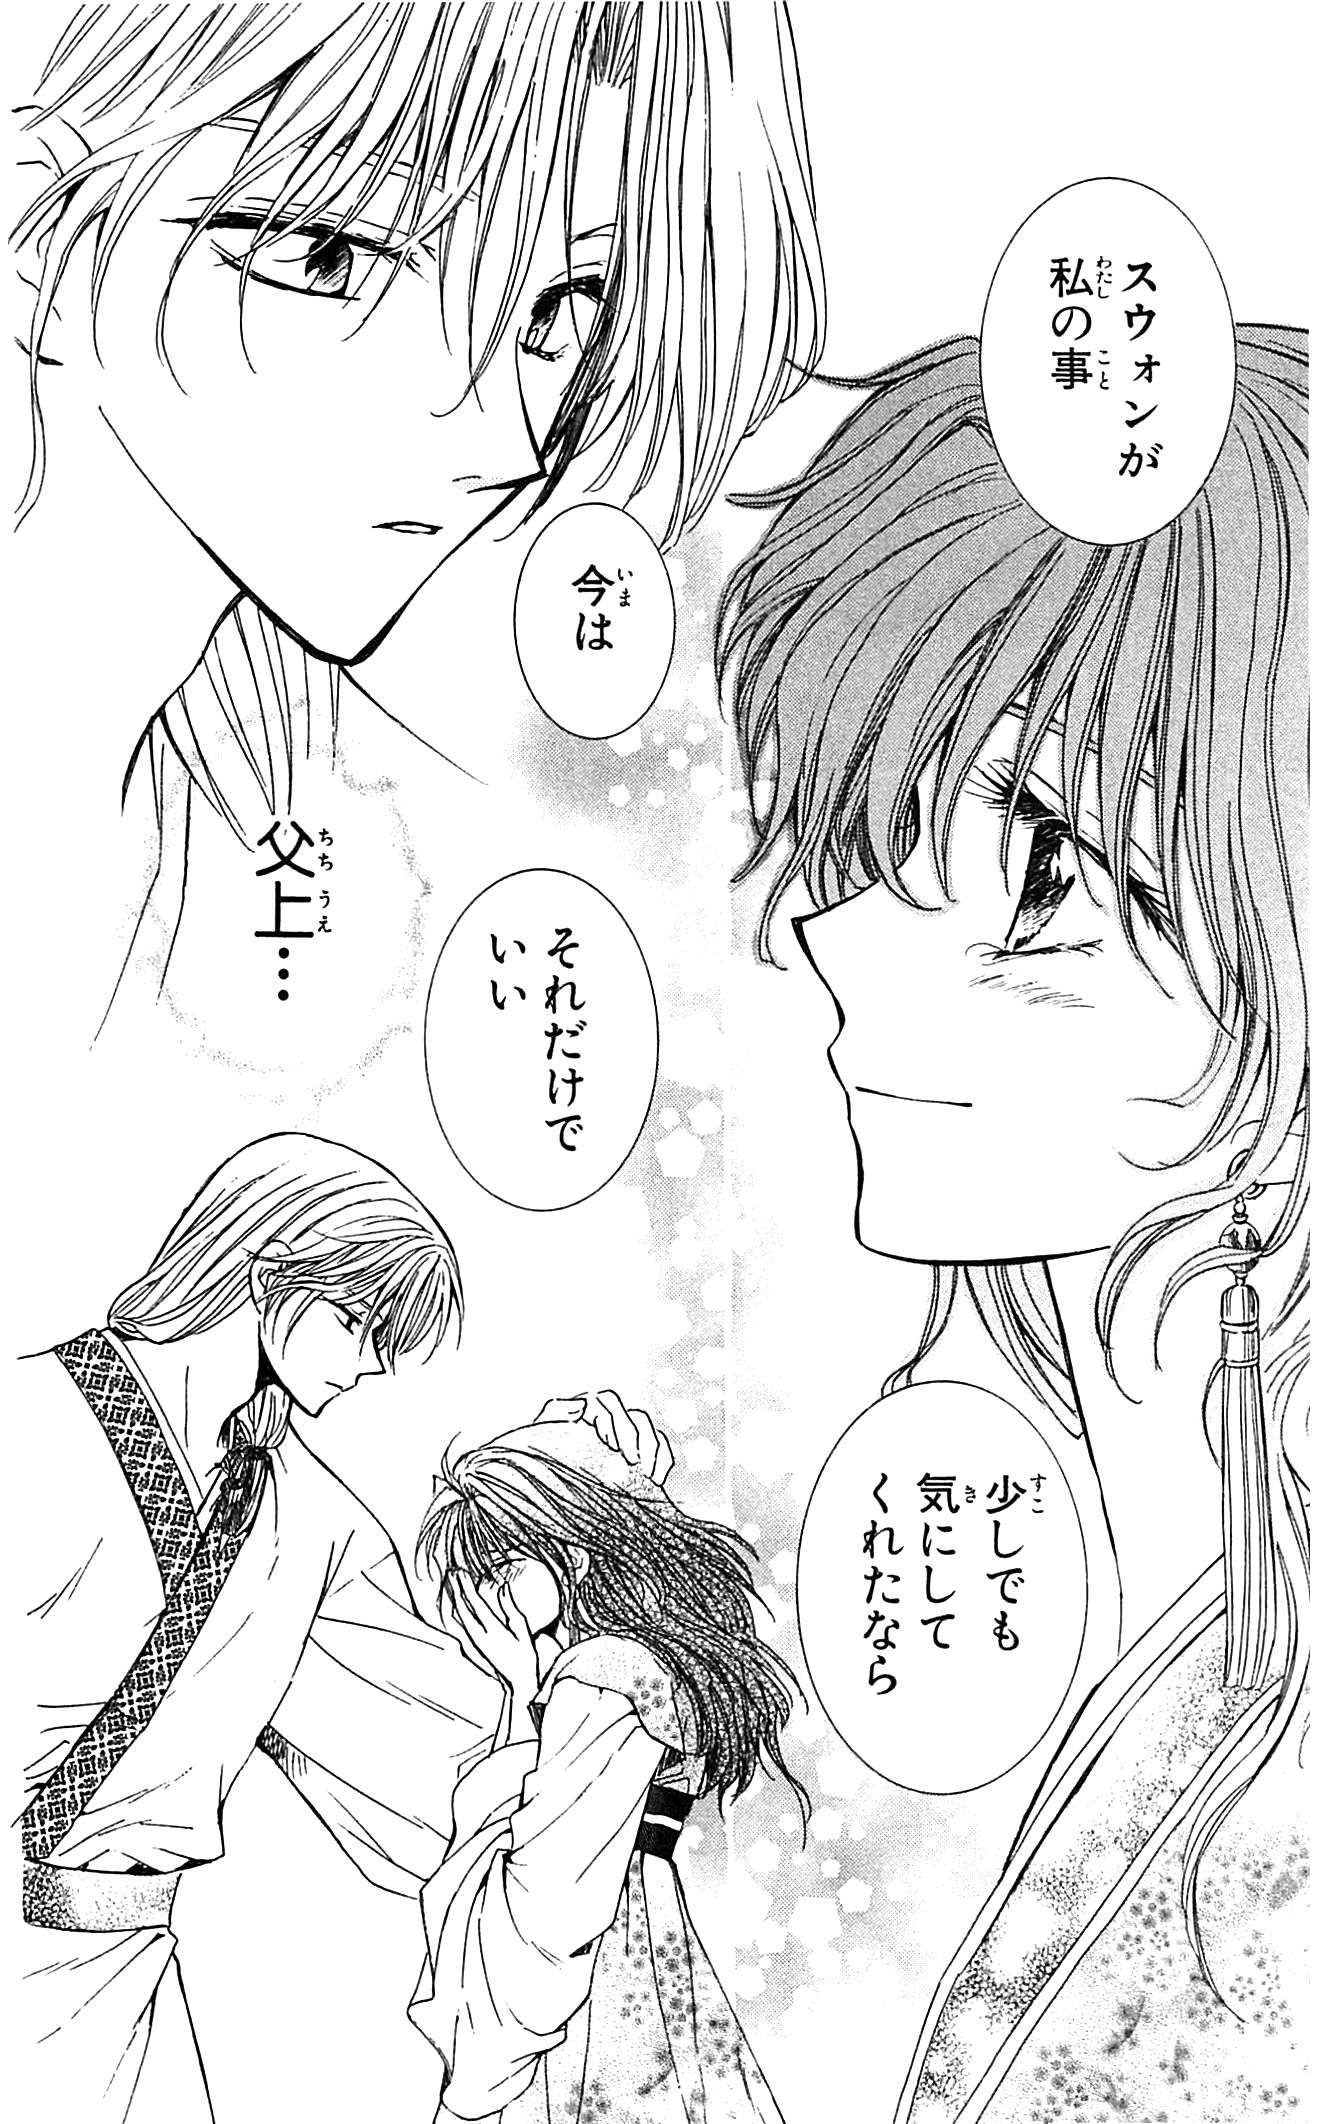 スウォンが
私の事
少しでも
気にして
くれたなら
今は
それだけで
いい
父上…